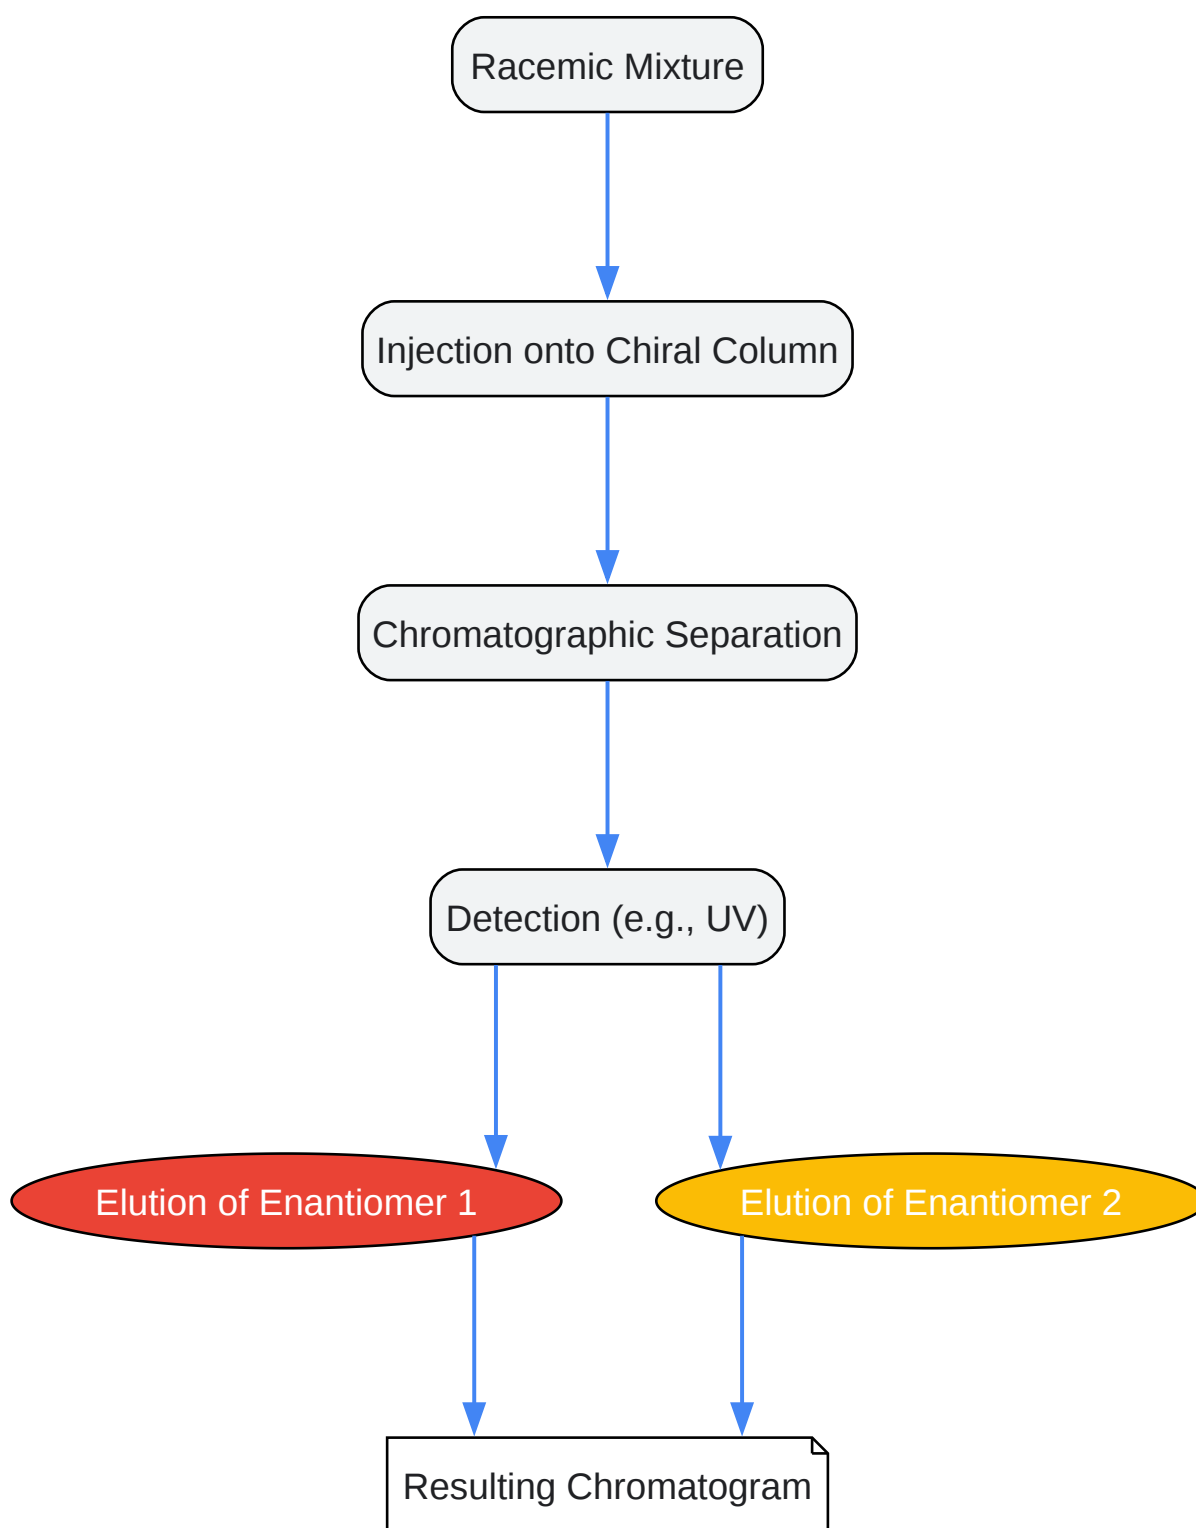 Racemic Mixture
Injection onto Chiral Column
Chromatographic Separation
Detection (e.g., UV)
Elution of Enantiomer 1
Elution of Enantiomer 2
Resulting Chromatogram